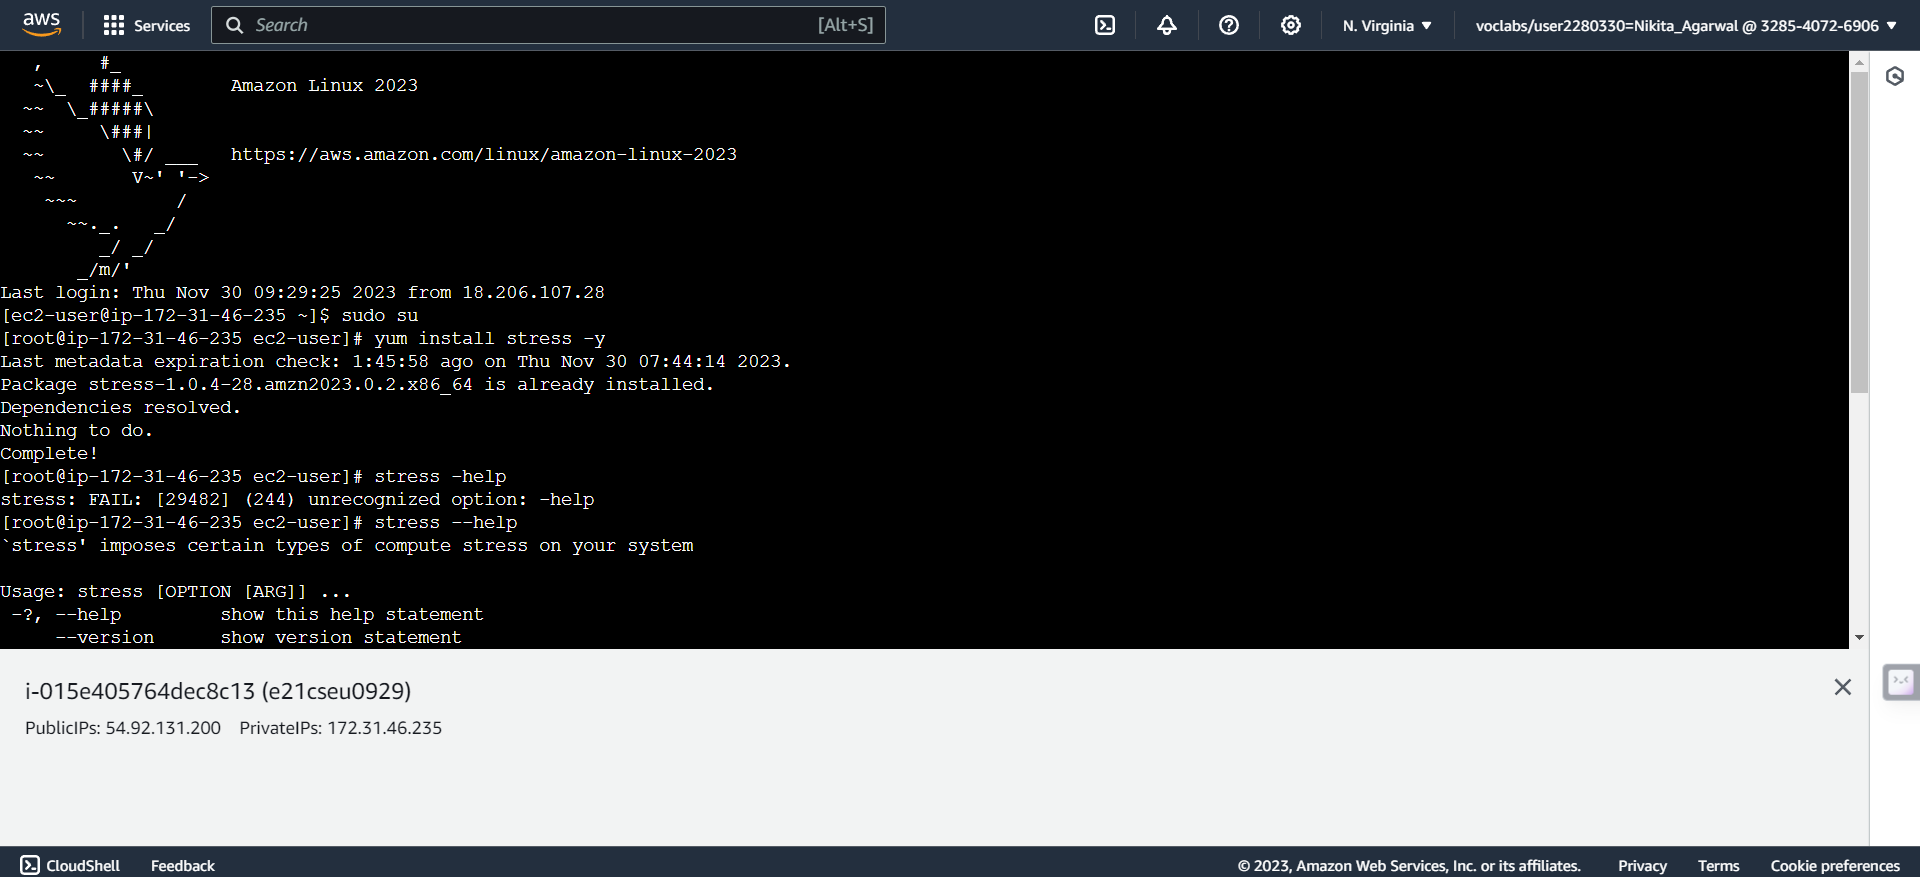 aws Services Search [Alt+S] N. Virginia ▼ voclabs/user2280330=Nikita_Agarwal @ 3285-4072-6906 ▼
   ,     #_
   ~\_  ####_        Amazon Linux 2023
  ~~  \_#####\
  ~~     \###|
  ~~       \#/ ___   https://aws.amazon.com/linux/amazon-linux-2023
   ~~       V~' '->
    ~~~         /
      ~~._.   _/
         _/ _/
       _/m/'
Last login: Thu Nov 30 09:29:25 2023 from 18.206.107.28
[ec2-user@ip-172-31-46-235 ~]$ sudo su
[root@ip-172-31-46-235 ec2-user]# yum install stress -y
Last metadata expiration check: 1:45:58 ago on Thu Nov 30 07:44:14 2023.
Package stress-1.0.4-28.amzn2023.0.2.x86_64 is already installed.
Dependencies resolved.
Nothing to do.
Complete!
[root@ip-172-31-46-235 ec2-user]# stress -help
stress: FAIL: [29482] (244) unrecognized option: -help
[root@ip-172-31-46-235 ec2-user]# stress --help
`stress' imposes certain types of compute stress on your system

Usage: stress [OPTION [ARG]] ...
 -?, --help         show this help statement
     --version      show version statement
i-015e405764dec8c13 (e21cseu0929)
PublicIPs: 54.92.131.200 PrivateIPs: 172.31.46.235
CloudShell Feedback © 2023, Amazon Web Services, Inc. or its affiliates. Privacy Terms Cookie preferences